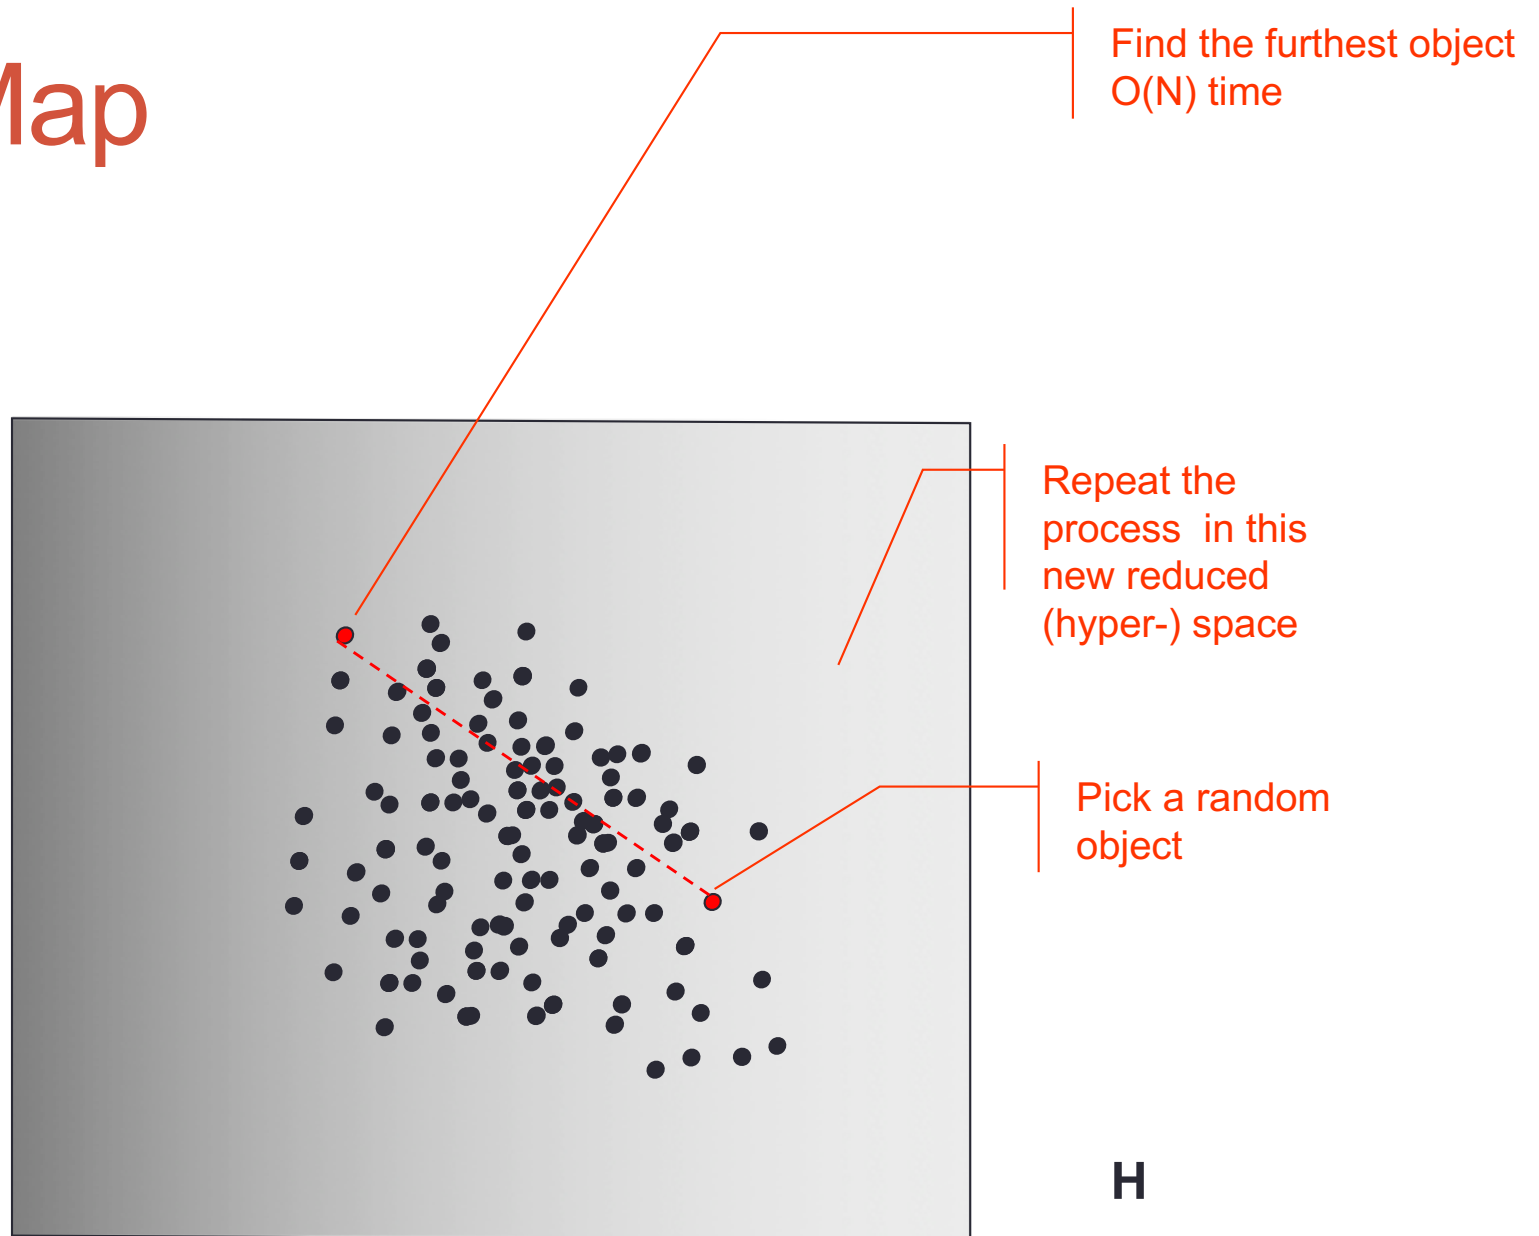 Map
Find the furthest object
O(N) time
Repeat the
process in this
new reduced
(hyper-) space
Pick a random
object
H